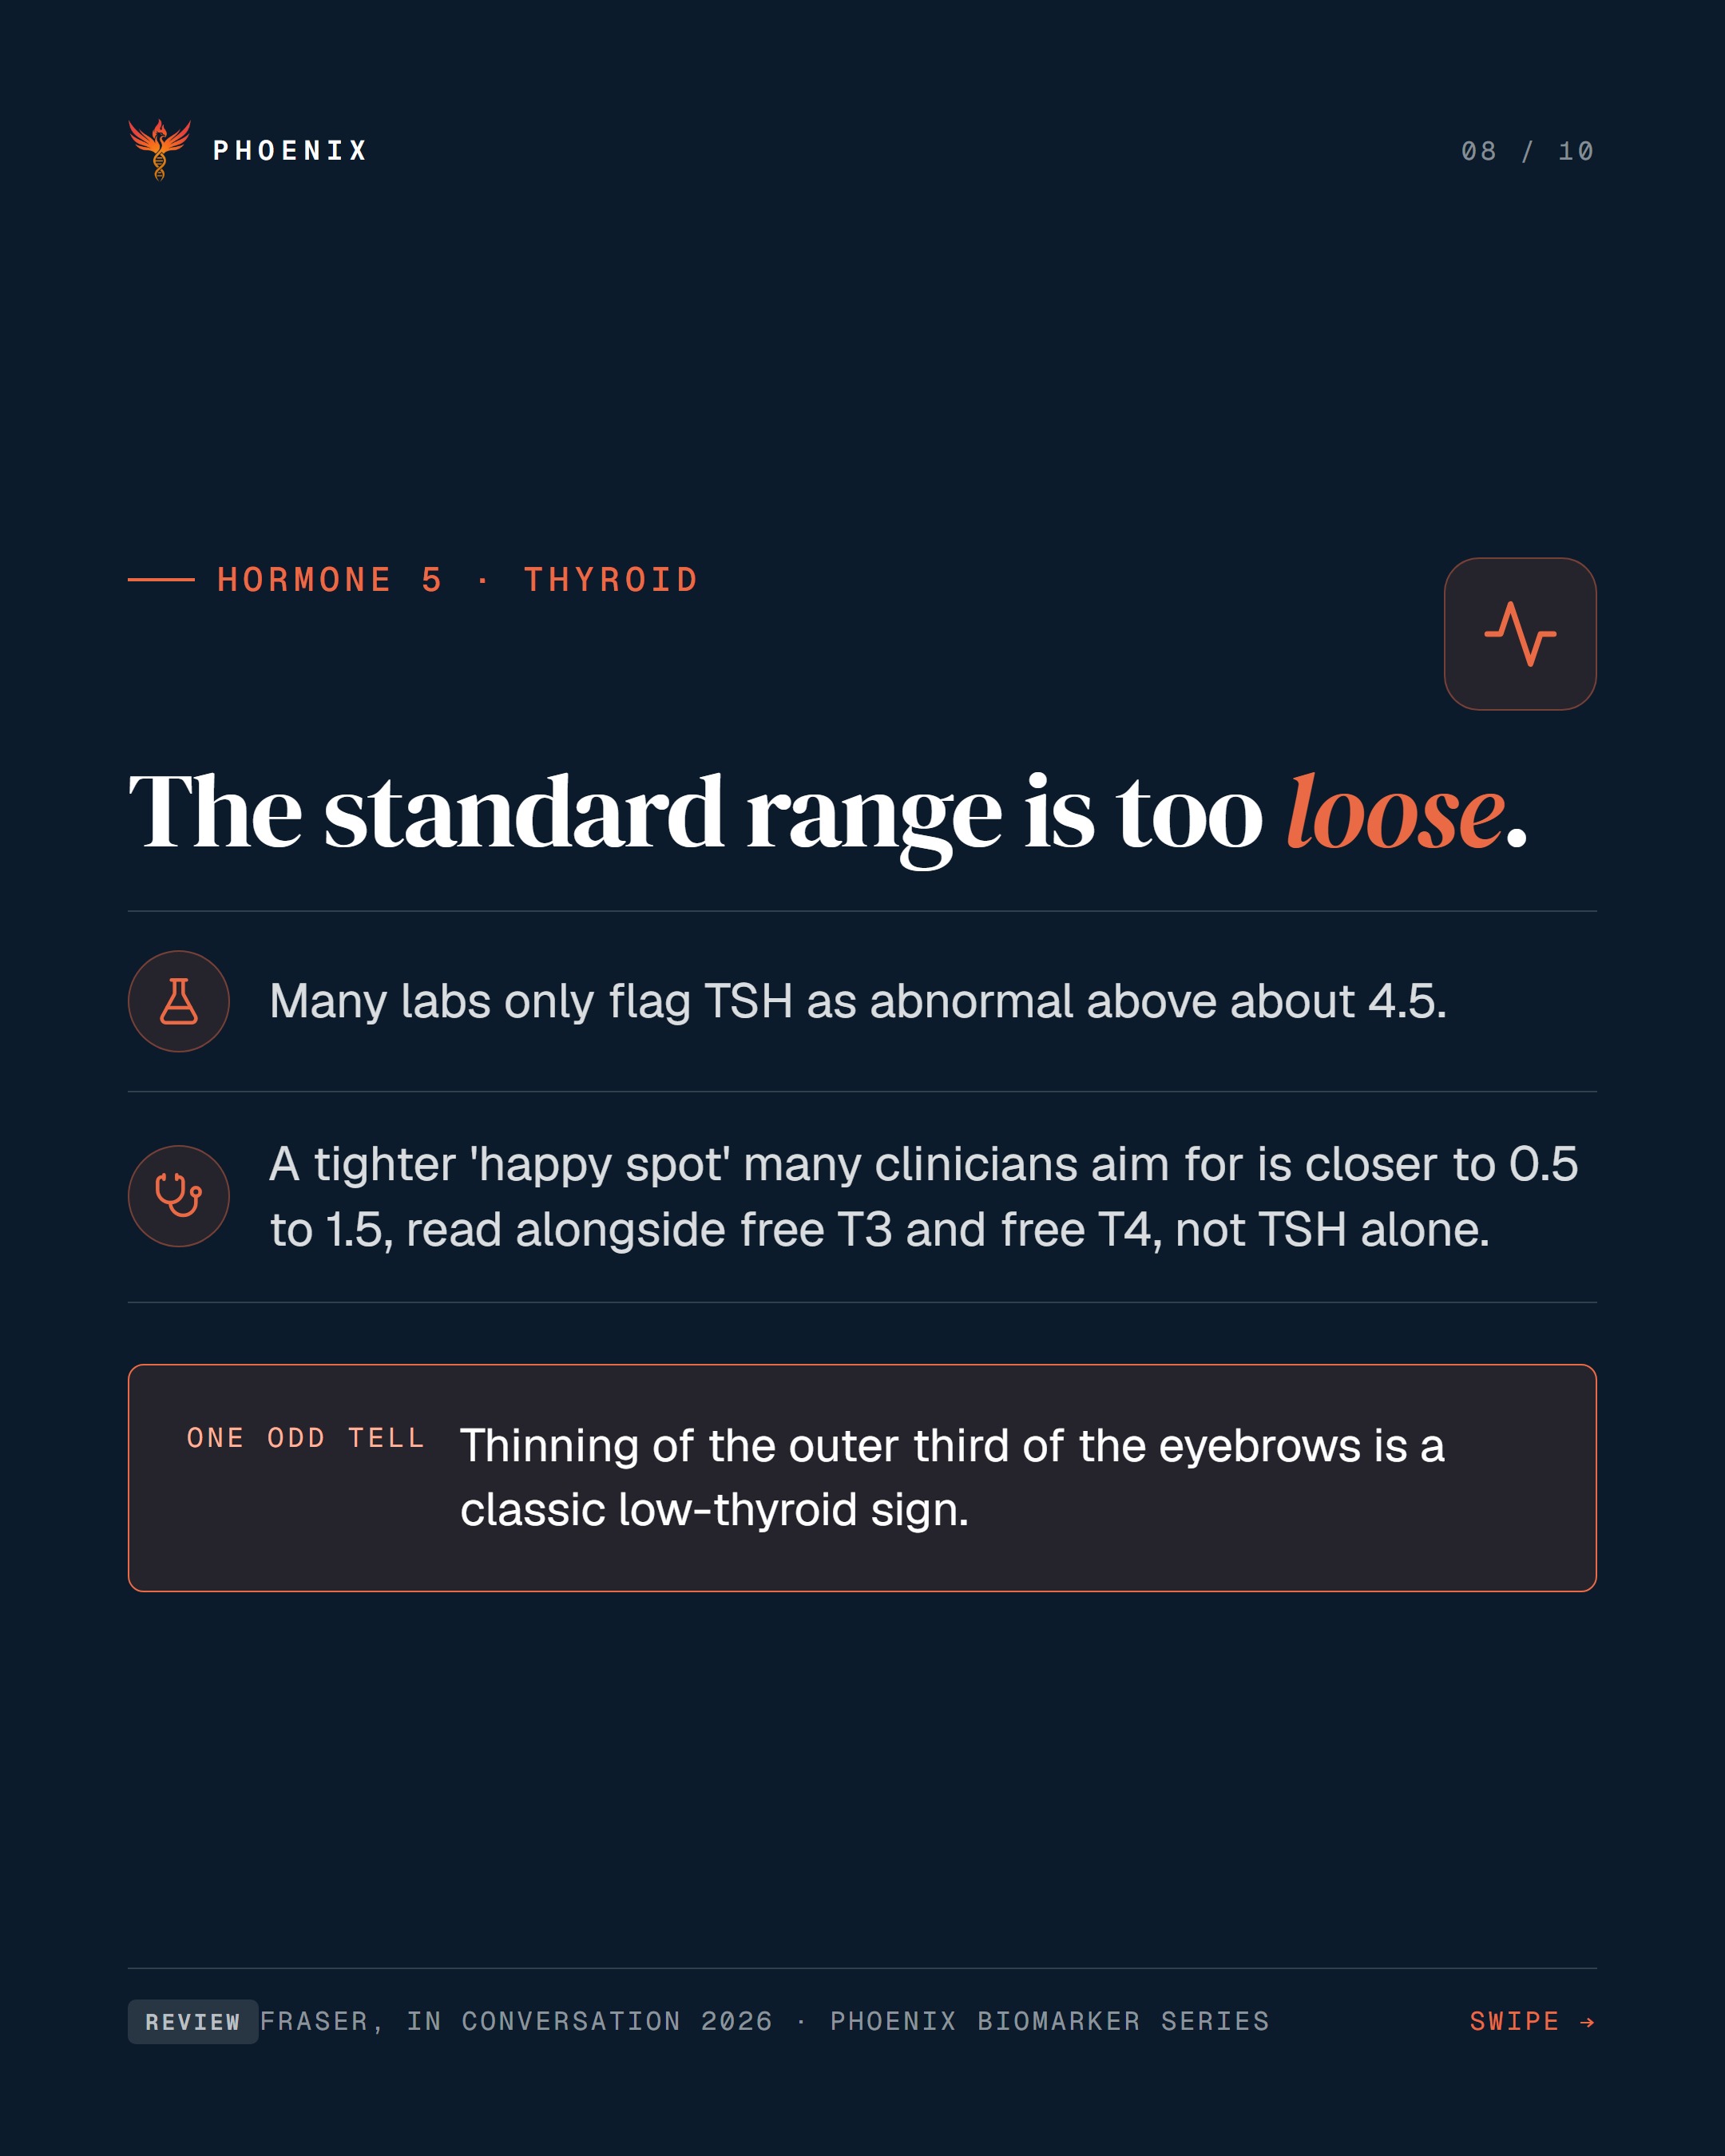 PHOENIX
08 / 10
HORMONE 5 · THYROID
The standard range is too loose.
Many labs only flag TSH as abnormal above about 4.5.
A tighter 'happy spot' many clinicians aim for is closer to 0.5
to 1.5, read alongside free T3 and free T4, not TSH alone.
ONE ODD TELL
Thinning of the outer third of the eyebrows is a
classic low-thyroid sign.
REVIEW FRASER, IN CONVERSATION 2026 · PHOENIX BIOMARKER SERIES
SWIPE →